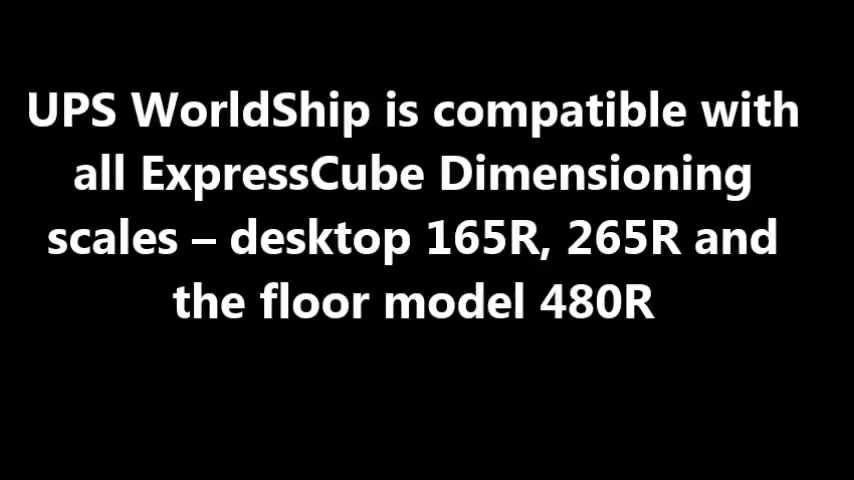 UPS WorldShip is compatible with
all ExpressCube Dimensioning
scales – desktop 165R, 265R and
the floor model 480R